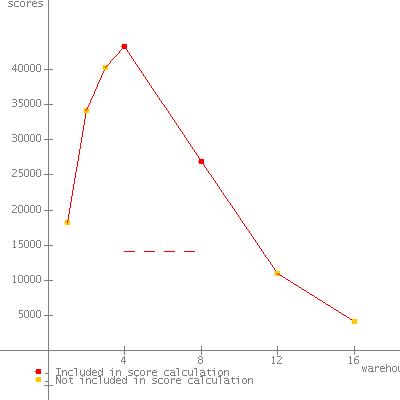 scores
40000
35000
30000
25000
20000
15000
10000
5000
4 8 12 16
warehou
Included in score calculation
Not included in score calculation